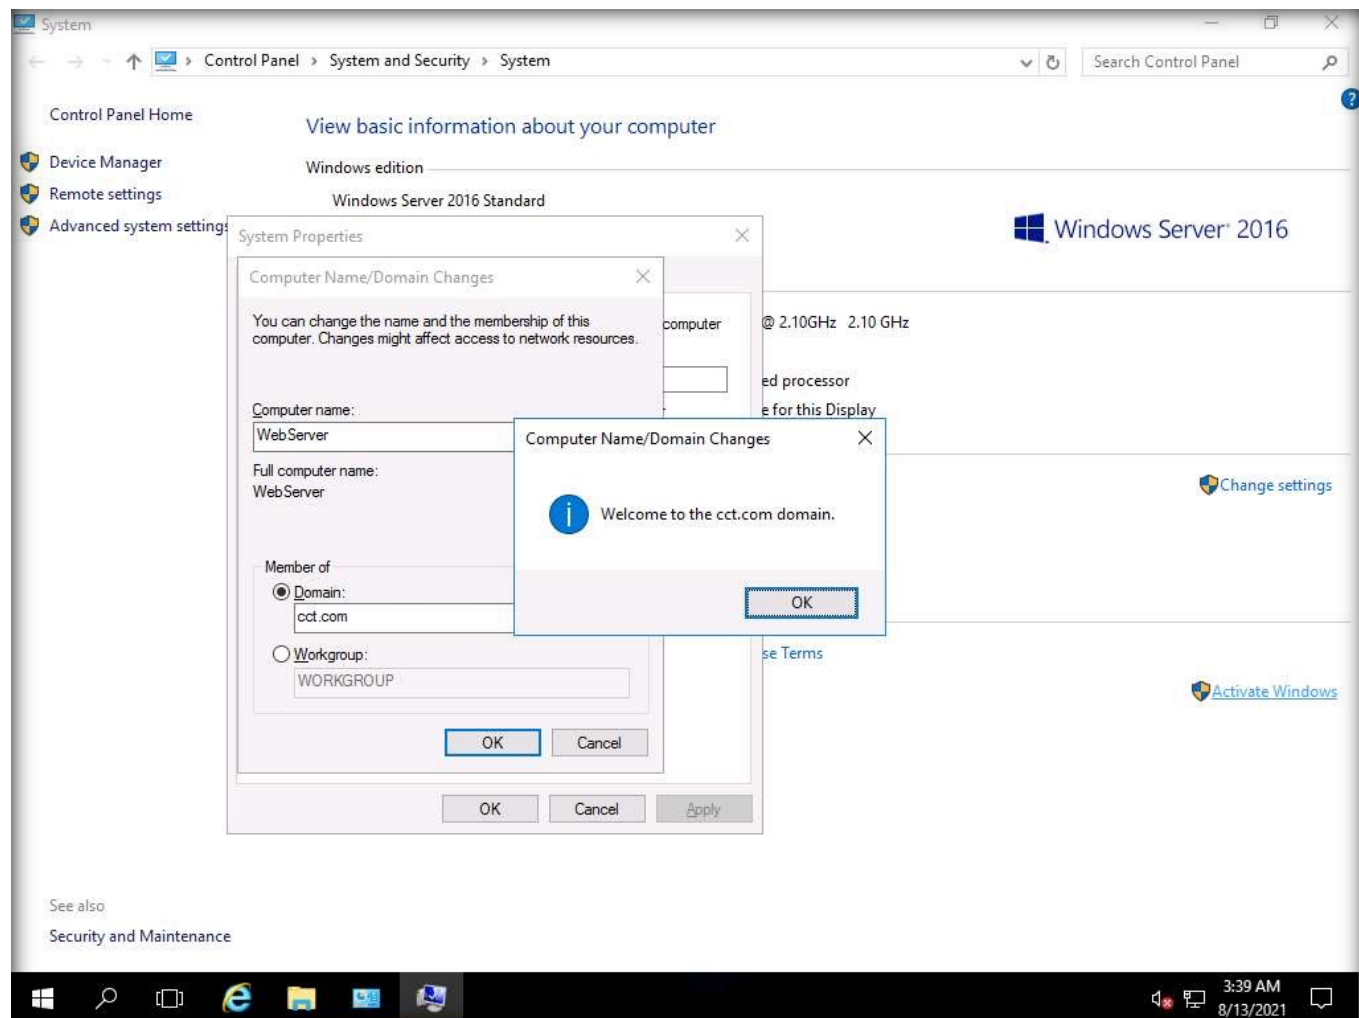 System
Control Panel › System and Security › System
Search Control Panel
Control Panel Home
View basic information about your computer
Device Manager
Windows edition
Remote settings
Windows Server 2016 Standard
Advanced system settings
Windows Server 2016
System Properties
Computer Name/Domain Changes
You can change the name and the membership of this
computer. Changes might affect access to network resources.
computer
@ 2.10GHz 2.10 GHz
ed processor
e for this Display
Computer name:
WebServer
Full computer name:
WebServer
Computer Name/Domain Changes
Welcome to the cct.com domain.
OK
Change settings
Member of
Domain:
cct.com
Workgroup:
WORKGROUP
OK Cancel
se Terms
Activate Windows
OK Cancel Apply
See also
Security and Maintenance
3:39 AM
8/13/2021